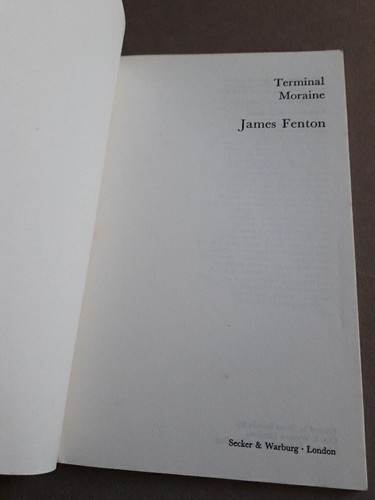 Terminal
Moraine
James Fenton
Secker & Warburg · London